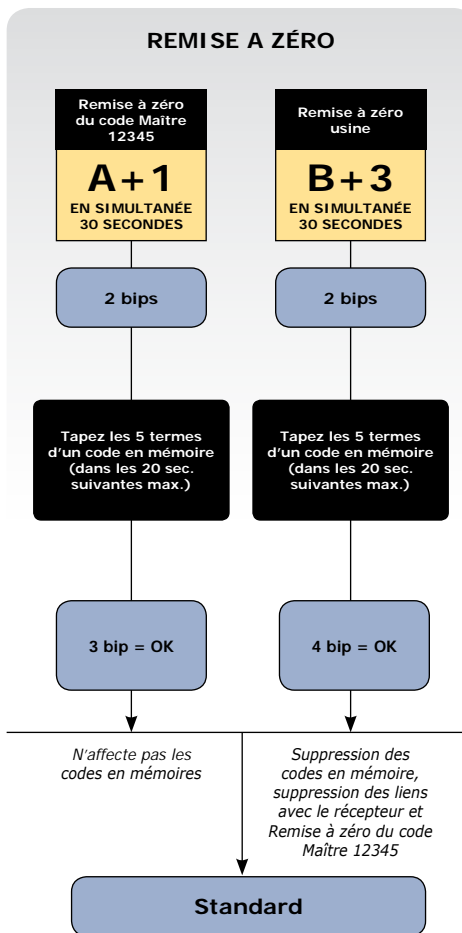 REMISE A ZÉRO
Remise à zéro
du code Maître
12345
A+1
EN SIMULTANÉE
30 SECONDES
2 bips
Tapez les 5 termes
d'un code en mémoire
(dans les 20 sec.
suivantes max.)
3 bip = OK
N'affecte pas les
codes en mémoires
Remise à zéro
usine
B+3
EN SIMULTANÉE
30 SECONDES
2 bips
Tapez les 5 termes
d'un code en mémoire
(dans les 20 sec.
suivantes max.)
4 bip = OK
Suppression des
codes en mémoire,
suppression des liens
avec le récepteur et
Remise à zéro du code
Maître 12345
Standard